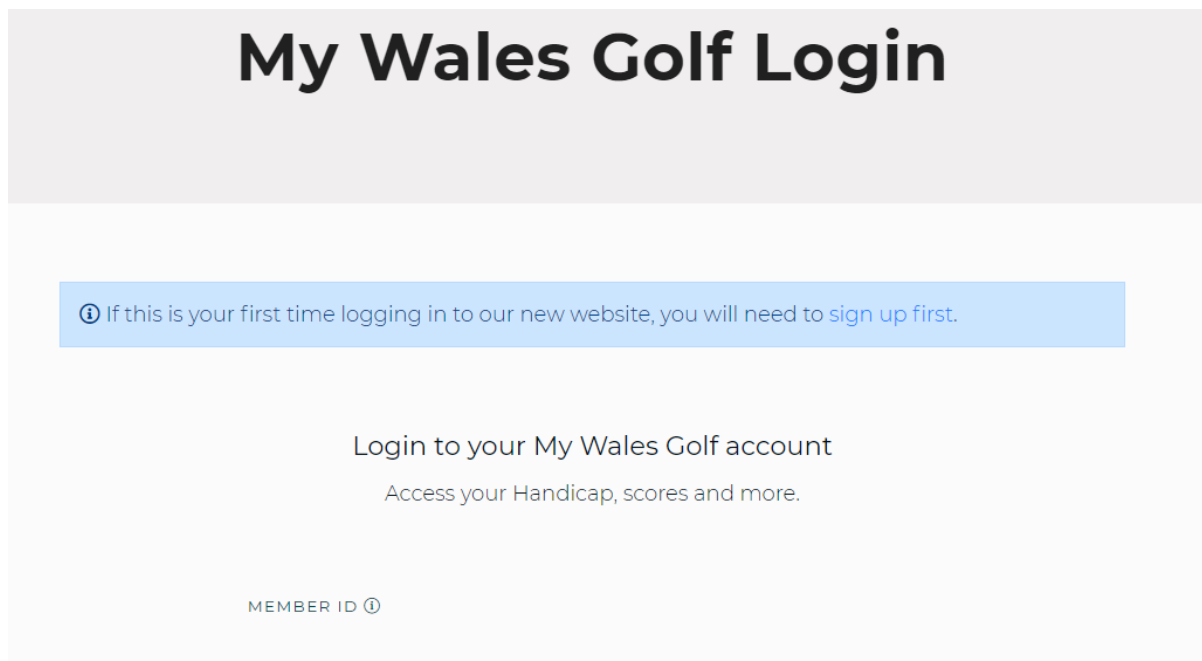 My Wales Golf Login
If this is your first time logging in to our new website, you will need to sign up first.
Login to your My Wales Golf account
Access your Handicap, scores and more.
MEMBER ID